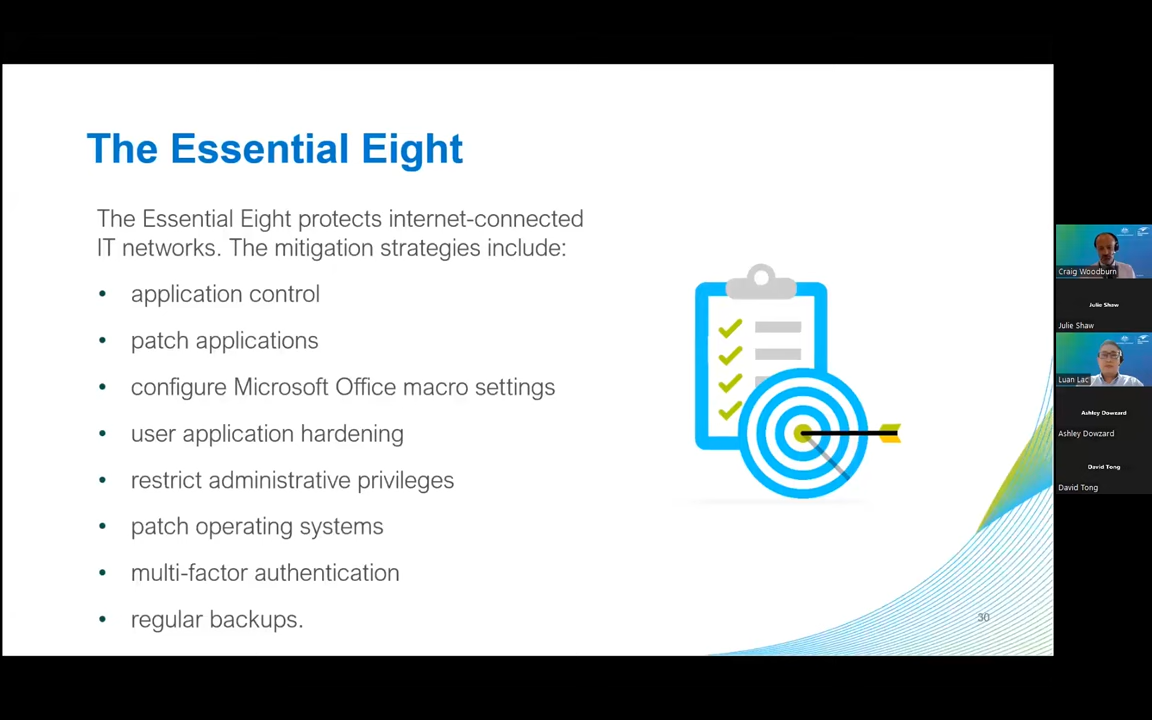 The Essential Eight
The Essential Eight protects internet-connected
IT networks. The mitigation strategies include:
• application control
• patch applications
• configure Microsoft Office macro settings
• user application hardening
• restrict administrative privileges
• patch operating systems
• multi-factor authentication
• regular backups.
30
Craig Woodburn
Julie Shaw
Julie Shaw
Luan Lac
Ashley Dowzard
Ashley Dowzard
David Tong
David Tong